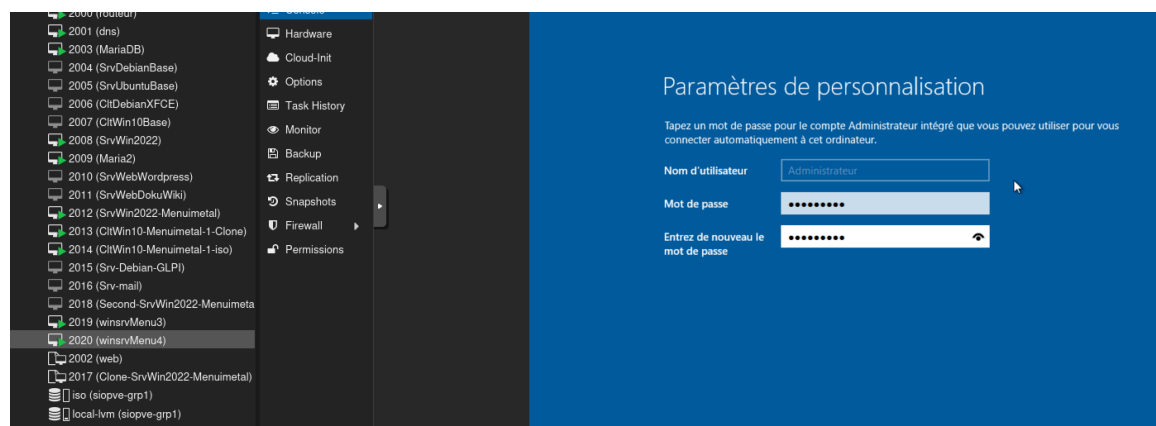 2000 (routeur)
2001 (dns)
2003 (MariaDB)
2004 (SrvDebianBase)
2005 (SrvUbuntuBase)
2006 (CltDebianXFCE)
2007 (CltWin10Base)
2008 (SrvWin2022)
2009 (Maria2)
2010 (SrvWebWordpress)
2011 (SrvWebDokuWiki)
2012 (SrvWin2022-Menuimetal)
2013 (CltWin10-Menuimetal-1-Clone)
2014 (CltWin10-Menuimetal-1-iso)
2015 (Srv-Debian-GLPI)
2016 (Srv-mail)
2018 (Second-SrvWin2022-Menuimeta
2019 (winsrvMenu3)
2020 (winsrvMenu4)
2002 (web)
2017 (Clone-SrvWin2022-Menuimetal)
iso (siopve-grp1)
local-lvm (siopve-grp1)
Console
Hardware
Cloud-Init
Options
Task History
Monitor
Backup
Replication
Snapshots
Firewall
Permissions
Paramètres de personnalisation
Tapez un mot de passe pour le compte Administrateur intégré que vous pouvez utiliser pour vous
connecter automatiquement à cet ordinateur.
Nom d'utilisateur
Administrateur
Mot de passe
Entrez de nouveau le
mot de passe